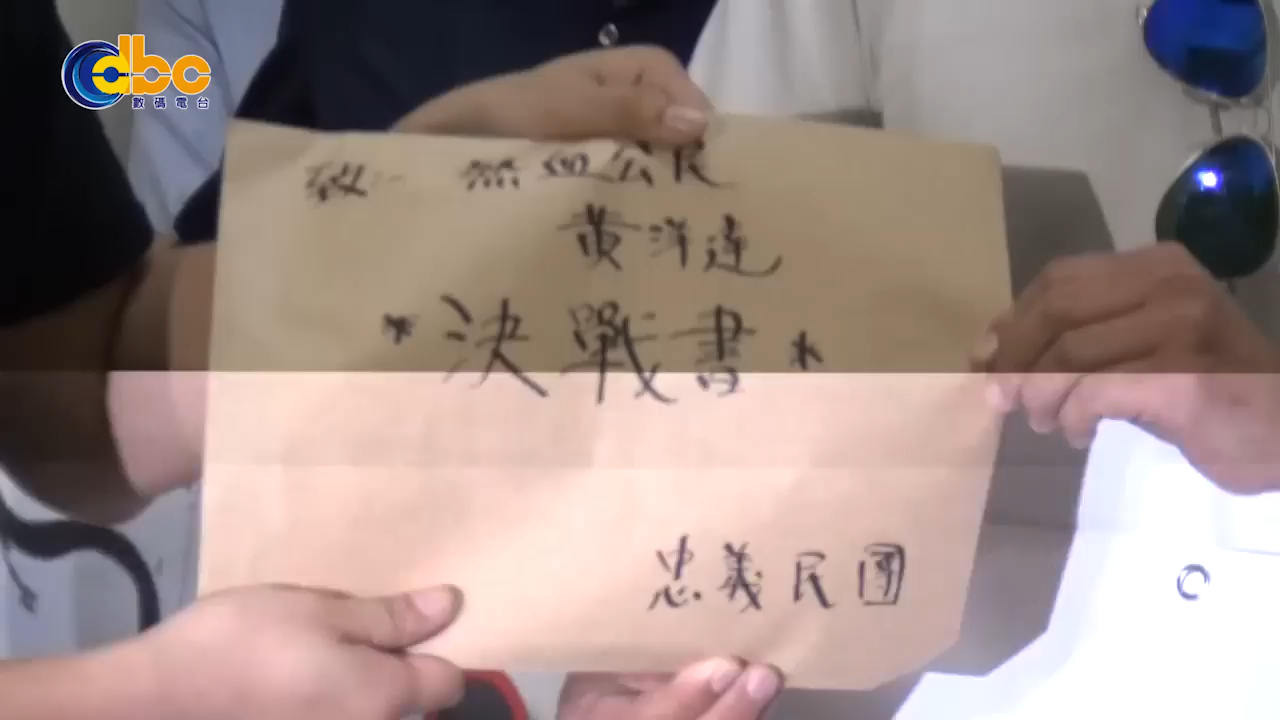 dbc
數碼電台
致 熱血公民
黃洋達
*決戰書*
忠義民團